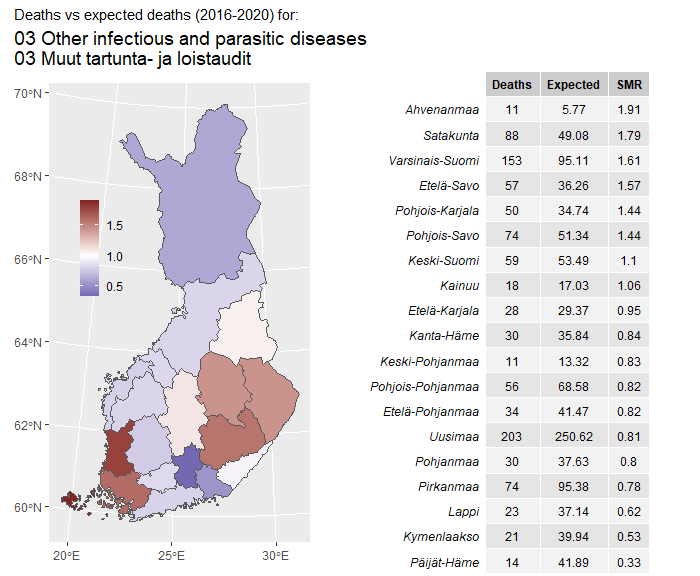 Deaths vs expected deaths (2016-2020) for:
03 Other infectious and parasitic diseases
03 Muut tartunta- ja loistaudit
70°N
68°N
66°N
64°N
62°N
60°N
20°E 25°E 30°E
1.5
1.0
0.5
Deaths Expected SMR
Ahvenanmaa 11 5.77 1.91
Satakunta 88 49.08 1.79
Varsinais-Suomi 153 95.11 1.61
Etelä-Savo 57 36.26 1.57
Pohjois-Karjala 50 34.74 1.44
Pohjois-Savo 74 51.34 1.44
Keski-Suomi 59 53.49 1.1
Kainuu 18 17.03 1.06
Etelä-Karjala 28 29.37 0.95
Kanta-Häme 30 35.84 0.84
Keski-Pohjanmaa 11 13.32 0.83
Pohjois-Pohjanmaa 56 68.58 0.82
Etelä-Pohjanmaa 34 41.47 0.82
Uusimaa 203 250.62 0.81
Pohjanmaa 30 37.63 0.8
Pirkanmaa 74 95.38 0.78
Lappi 23 37.14 0.62
Kymenlaakso 21 39.94 0.53
Päijät-Häme 14 41.89 0.33